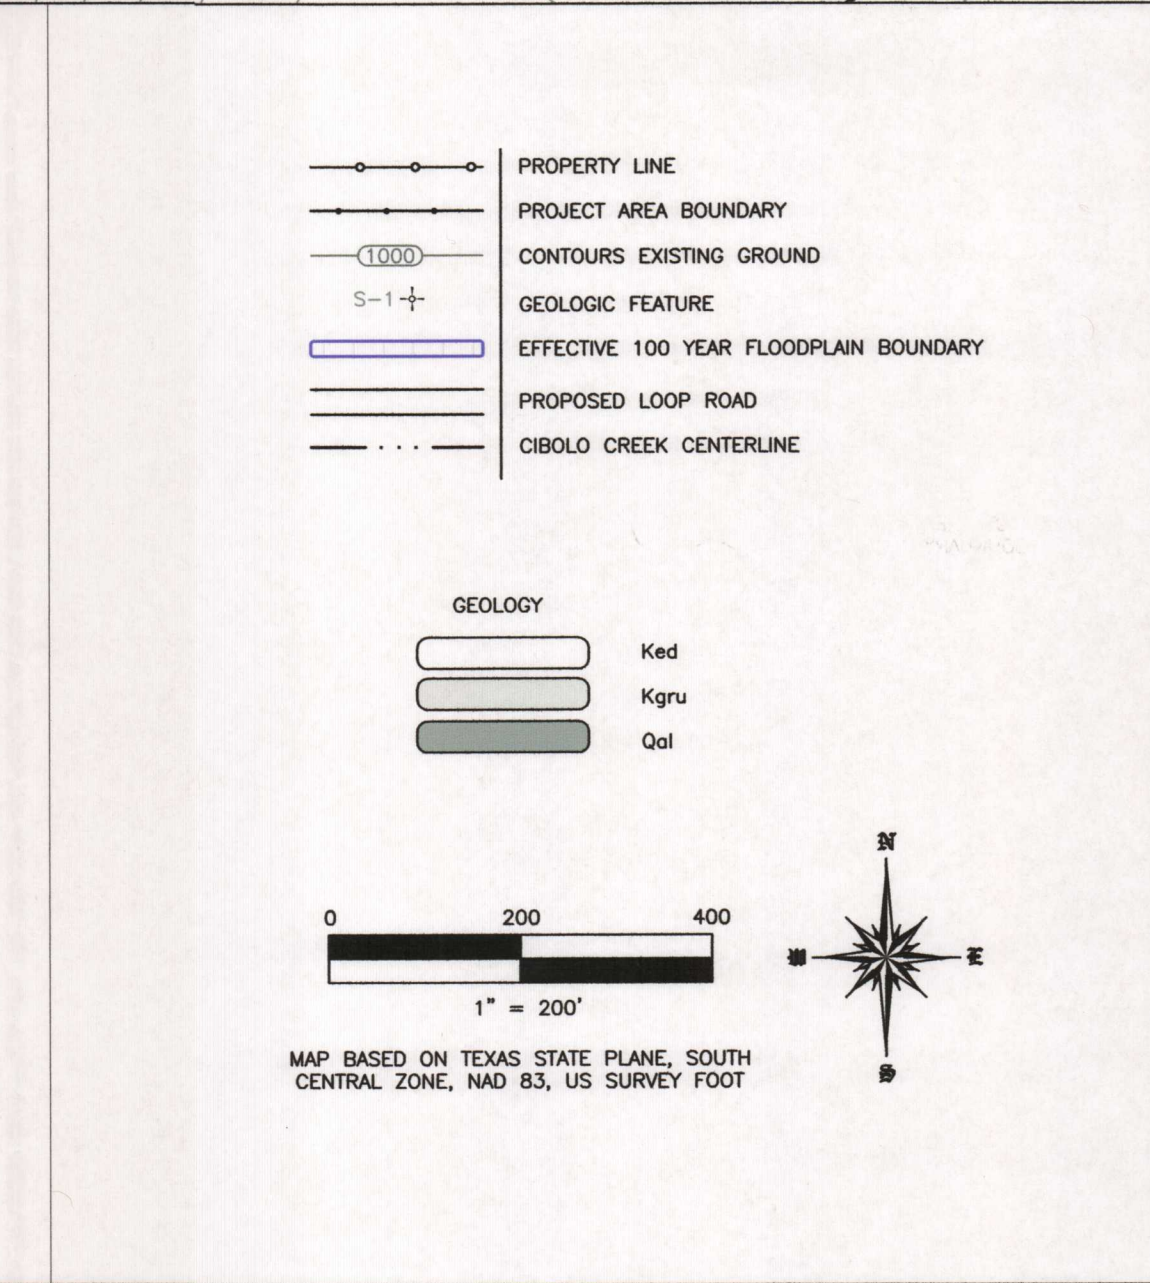 PROPERTY LINE
PROJECT AREA BOUNDARY
1000 CONTOURS EXISTING GROUND
S-1 GEOLOGIC FEATURE
EFFECTIVE 100 YEAR FLOODPLAIN BOUNDARY
PROPOSED LOOP ROAD
CIBOLO CREEK CENTERLINE
GEOLOGY
Ked
Kgru
Qal
N
0 200 400
W E
1" = 200'
MAP BASED ON TEXAS STATE PLANE, SOUTH
CENTRAL ZONE, NAD 83, US SURVEY FOOT
S